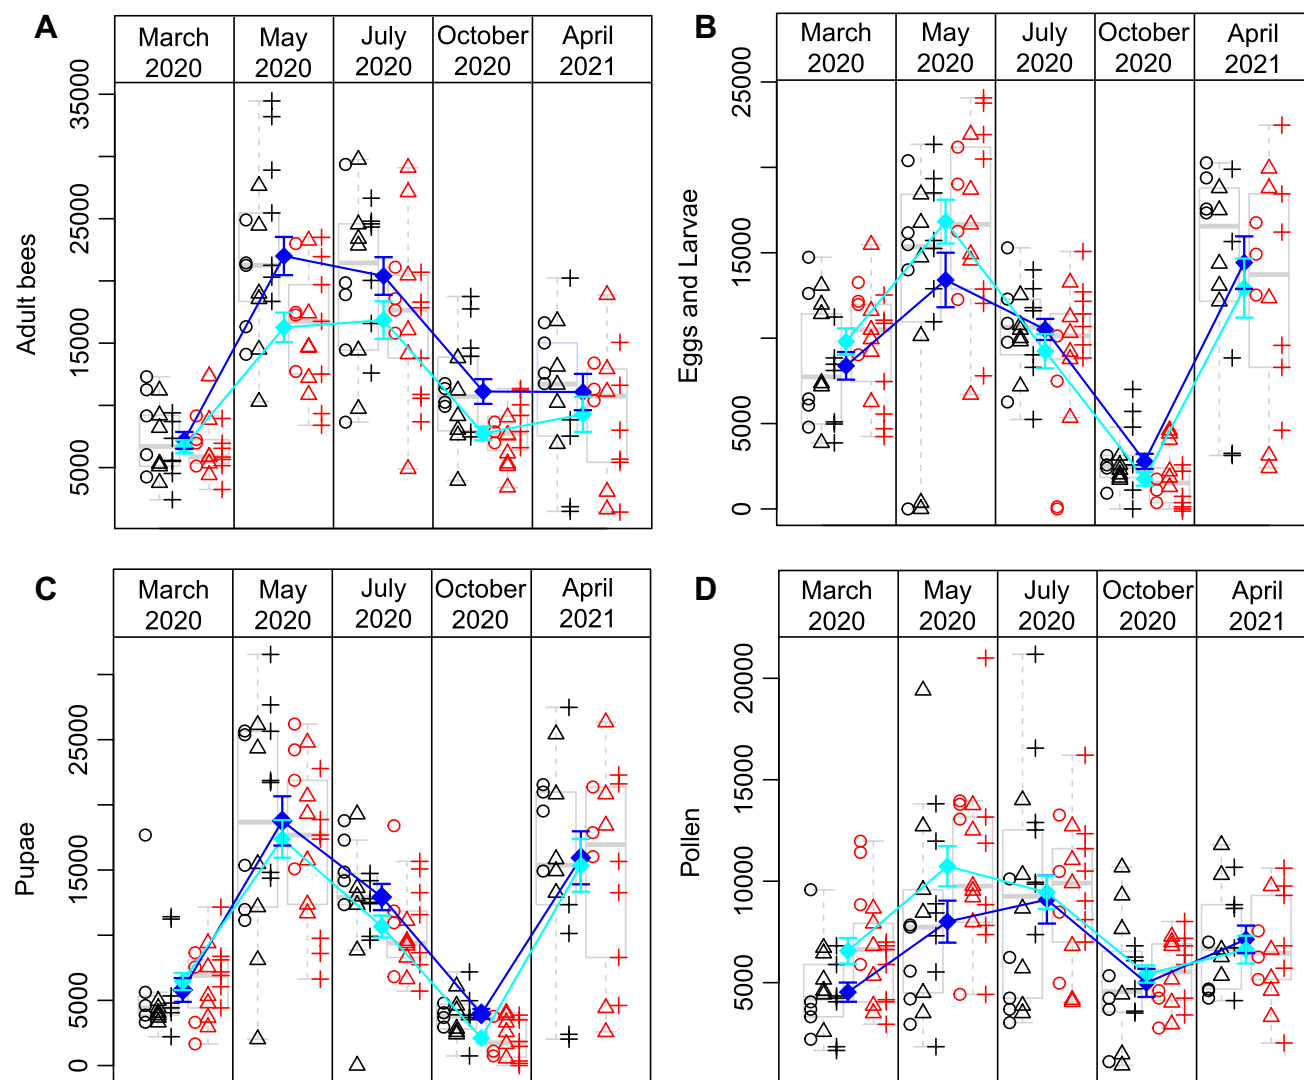 A
March 2020
May 2020
July 2020
October 2020
April 2021
Adult bees
35000
25000
15000
5000
B
March 2020
May 2020
July 2020
October 2020
April 2021
Eggs and Larvae
25000
15000
5000
0
C
March 2020
May 2020
July 2020
October 2020
April 2021
Pupae
25000
15000
5000
0
D
March 2020
May 2020
July 2020
October 2020
April 2021
Pollen
20000
15000
10000
5000